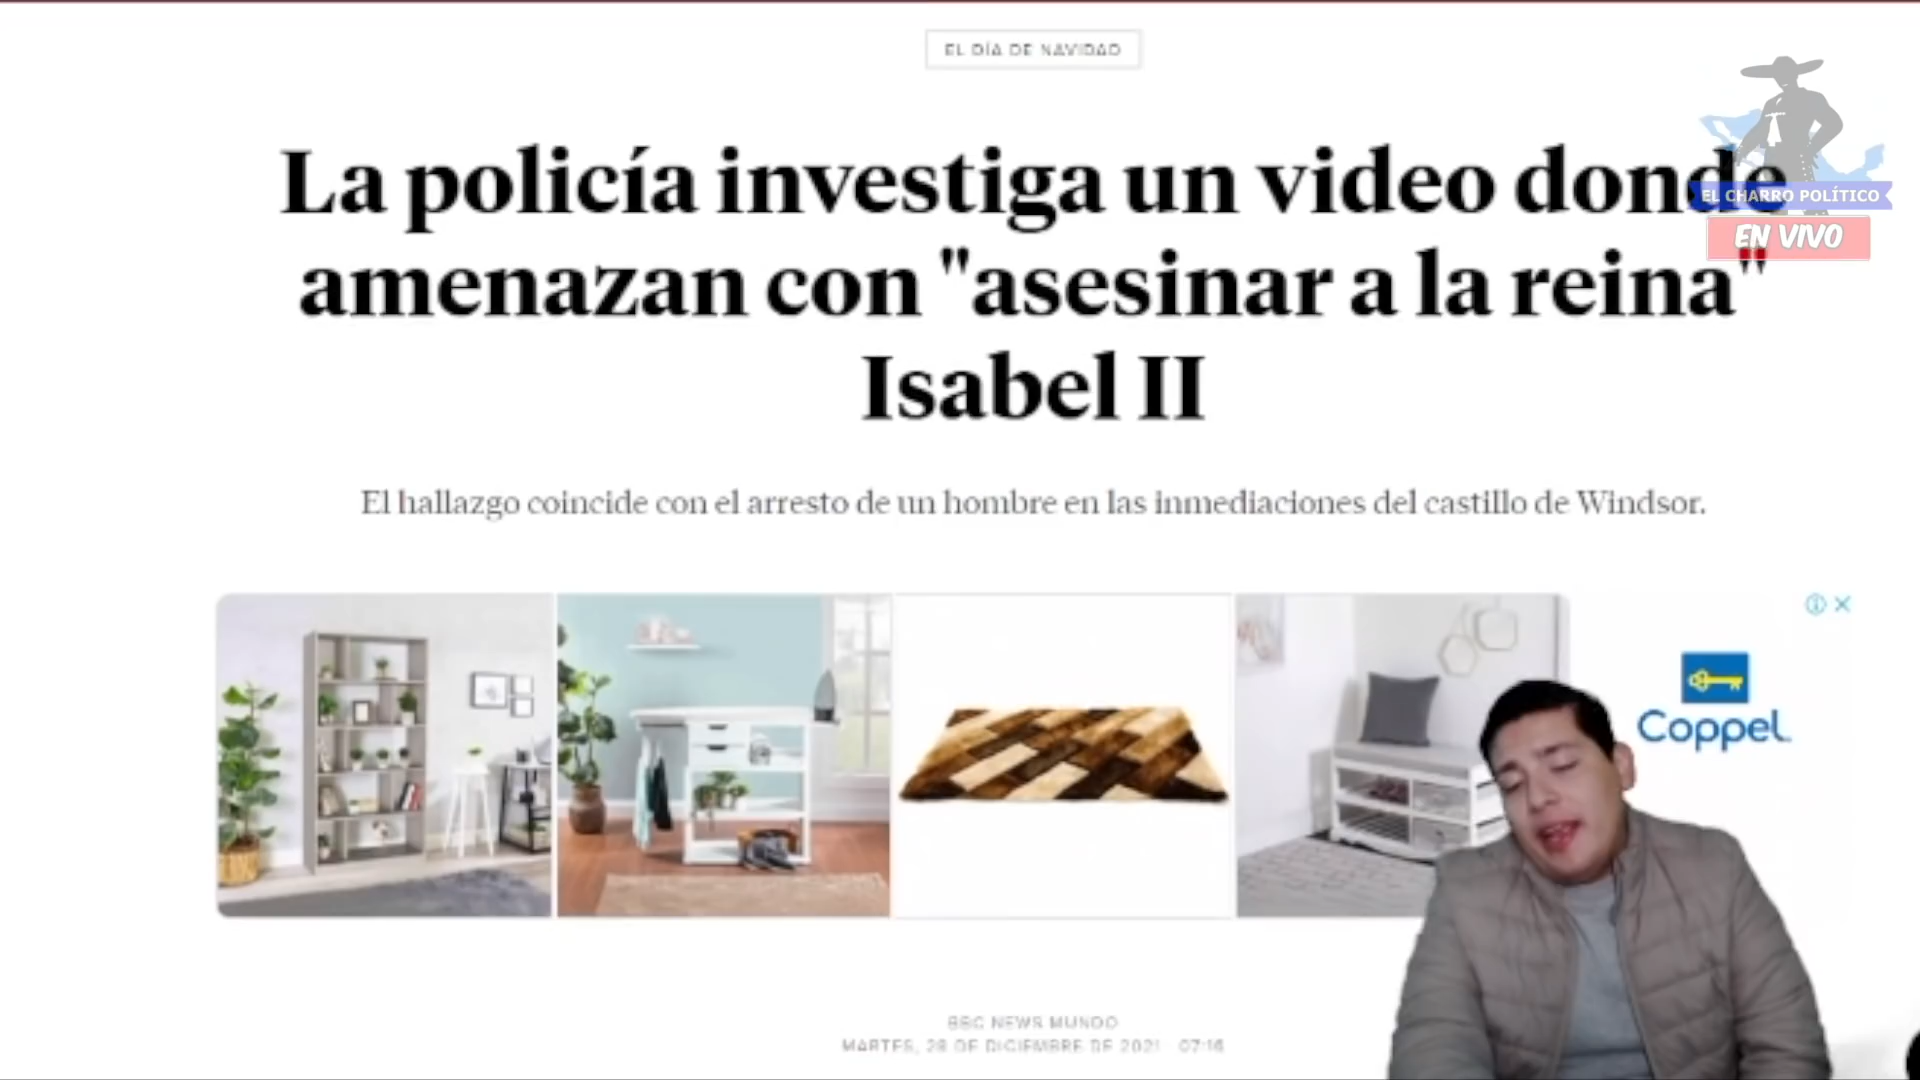 EL DÍA DE NAVIDAD
La policía investiga un video donde
amenazan con "asesinar a la reina"
Isabel II
EL CHARRO POLÍTICO
EN VIVO
El hallazgo coincide con el arresto de un hombre en las inmediaciones del castillo de Windsor.
Coppel
BBC NEWS MUNDO
MARTES, 28 DE DICIEMBRE DE 2021 · 07:16